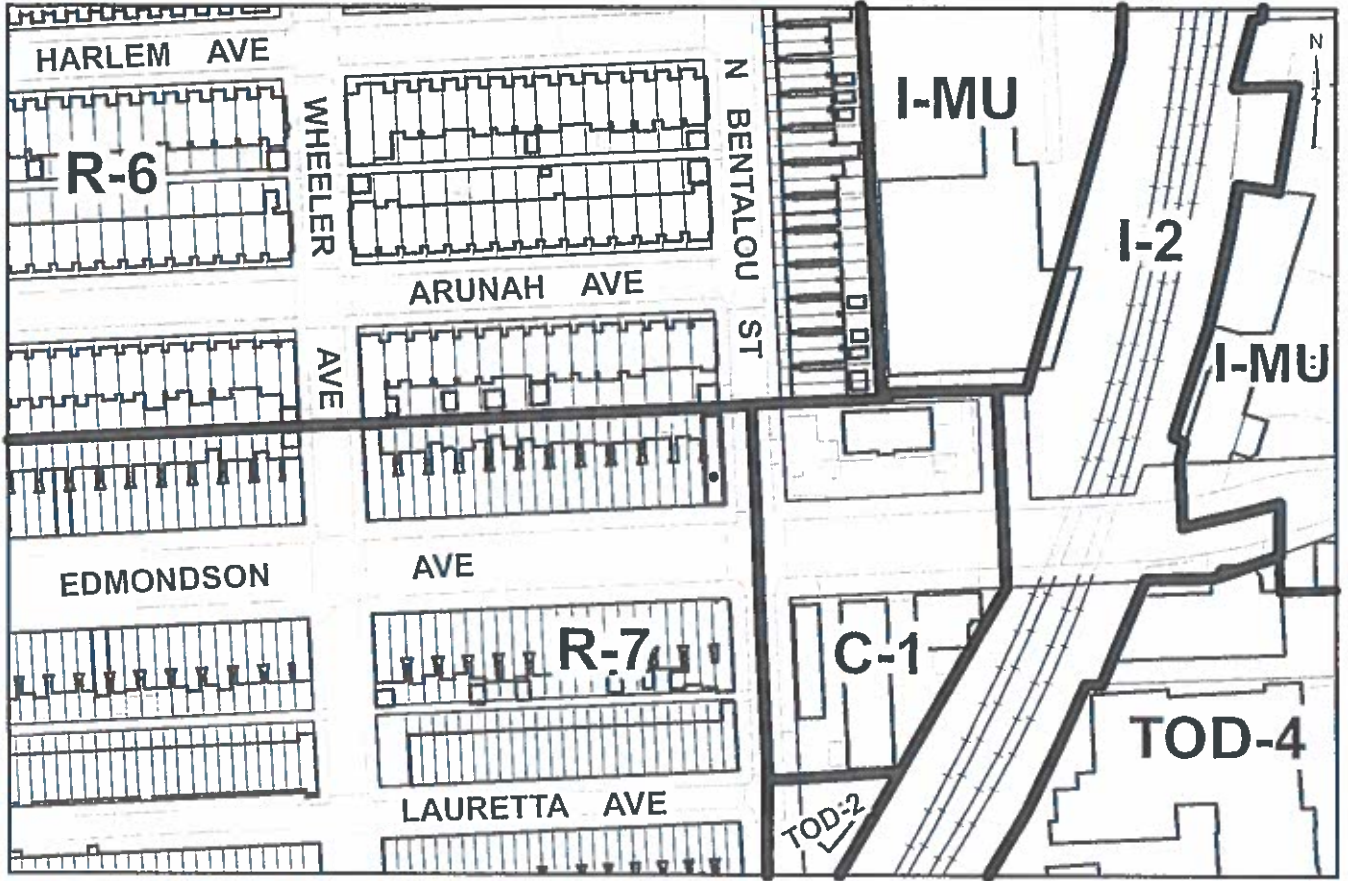 HARLEM AVE
N
R-6
WHEELER AVE
N BENTALOU ST
I-MU
I-2
ARUNAH AVE
I-MU
EDMONDSON AVE
R-7
C-1
TOD-4
LAURETTA AVE
TOD-2